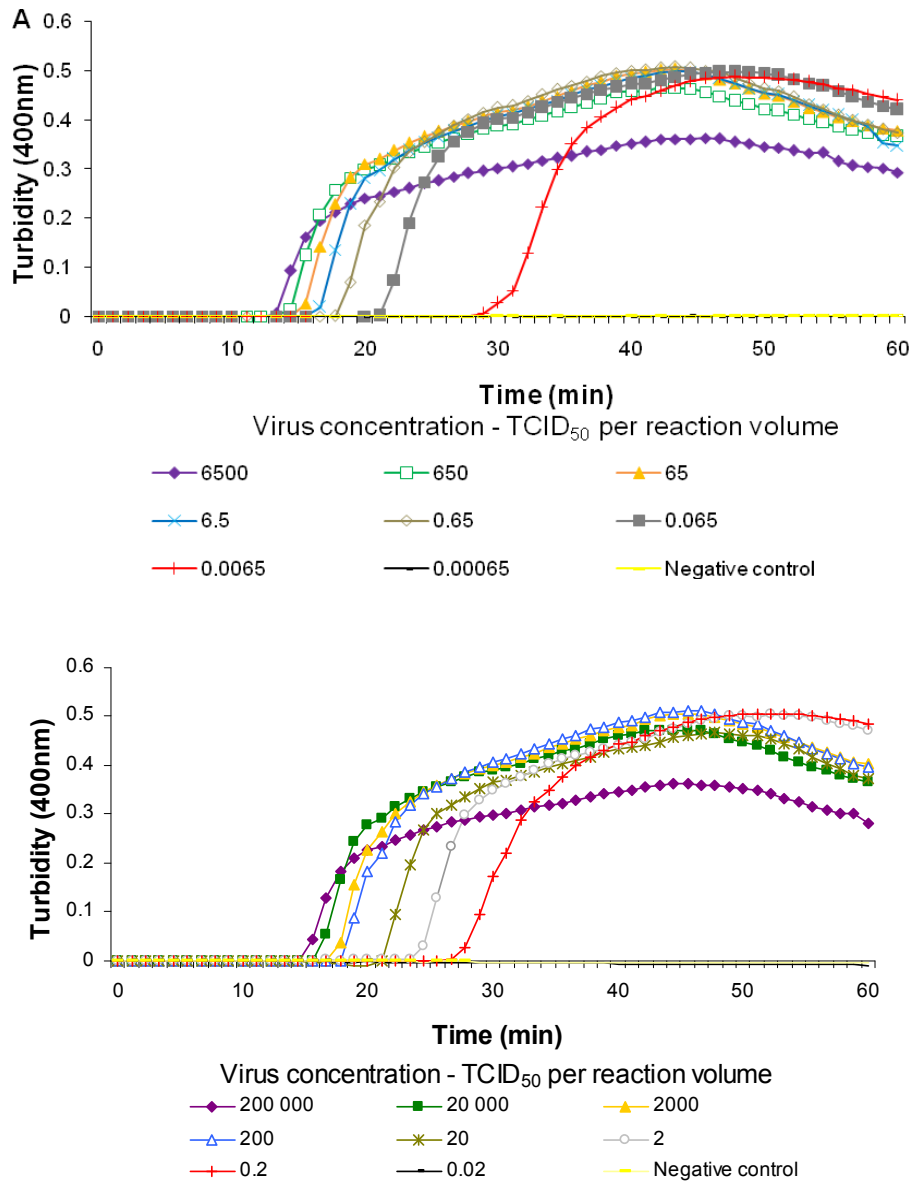 A
0.6
0.5
0.4
0.3
0.2
0.1
0
Turbidity (400nm)
0 10 20 30 40 50 60
Time (min)
Virus concentration - TCID50 per reaction volume
6500 650 65
6.5 0.65 0.065
0.0065 0.00065 Negative control
0.6
0.5
0.4
0.3
0.2
0.1
0
Turbidity (400nm)
0 10 20 30 40 50 60
Time (min)
Virus concentration - TCID50 per reaction volume
200 000 20 000 2000
200 20 2
0.2 0.02 Negative control